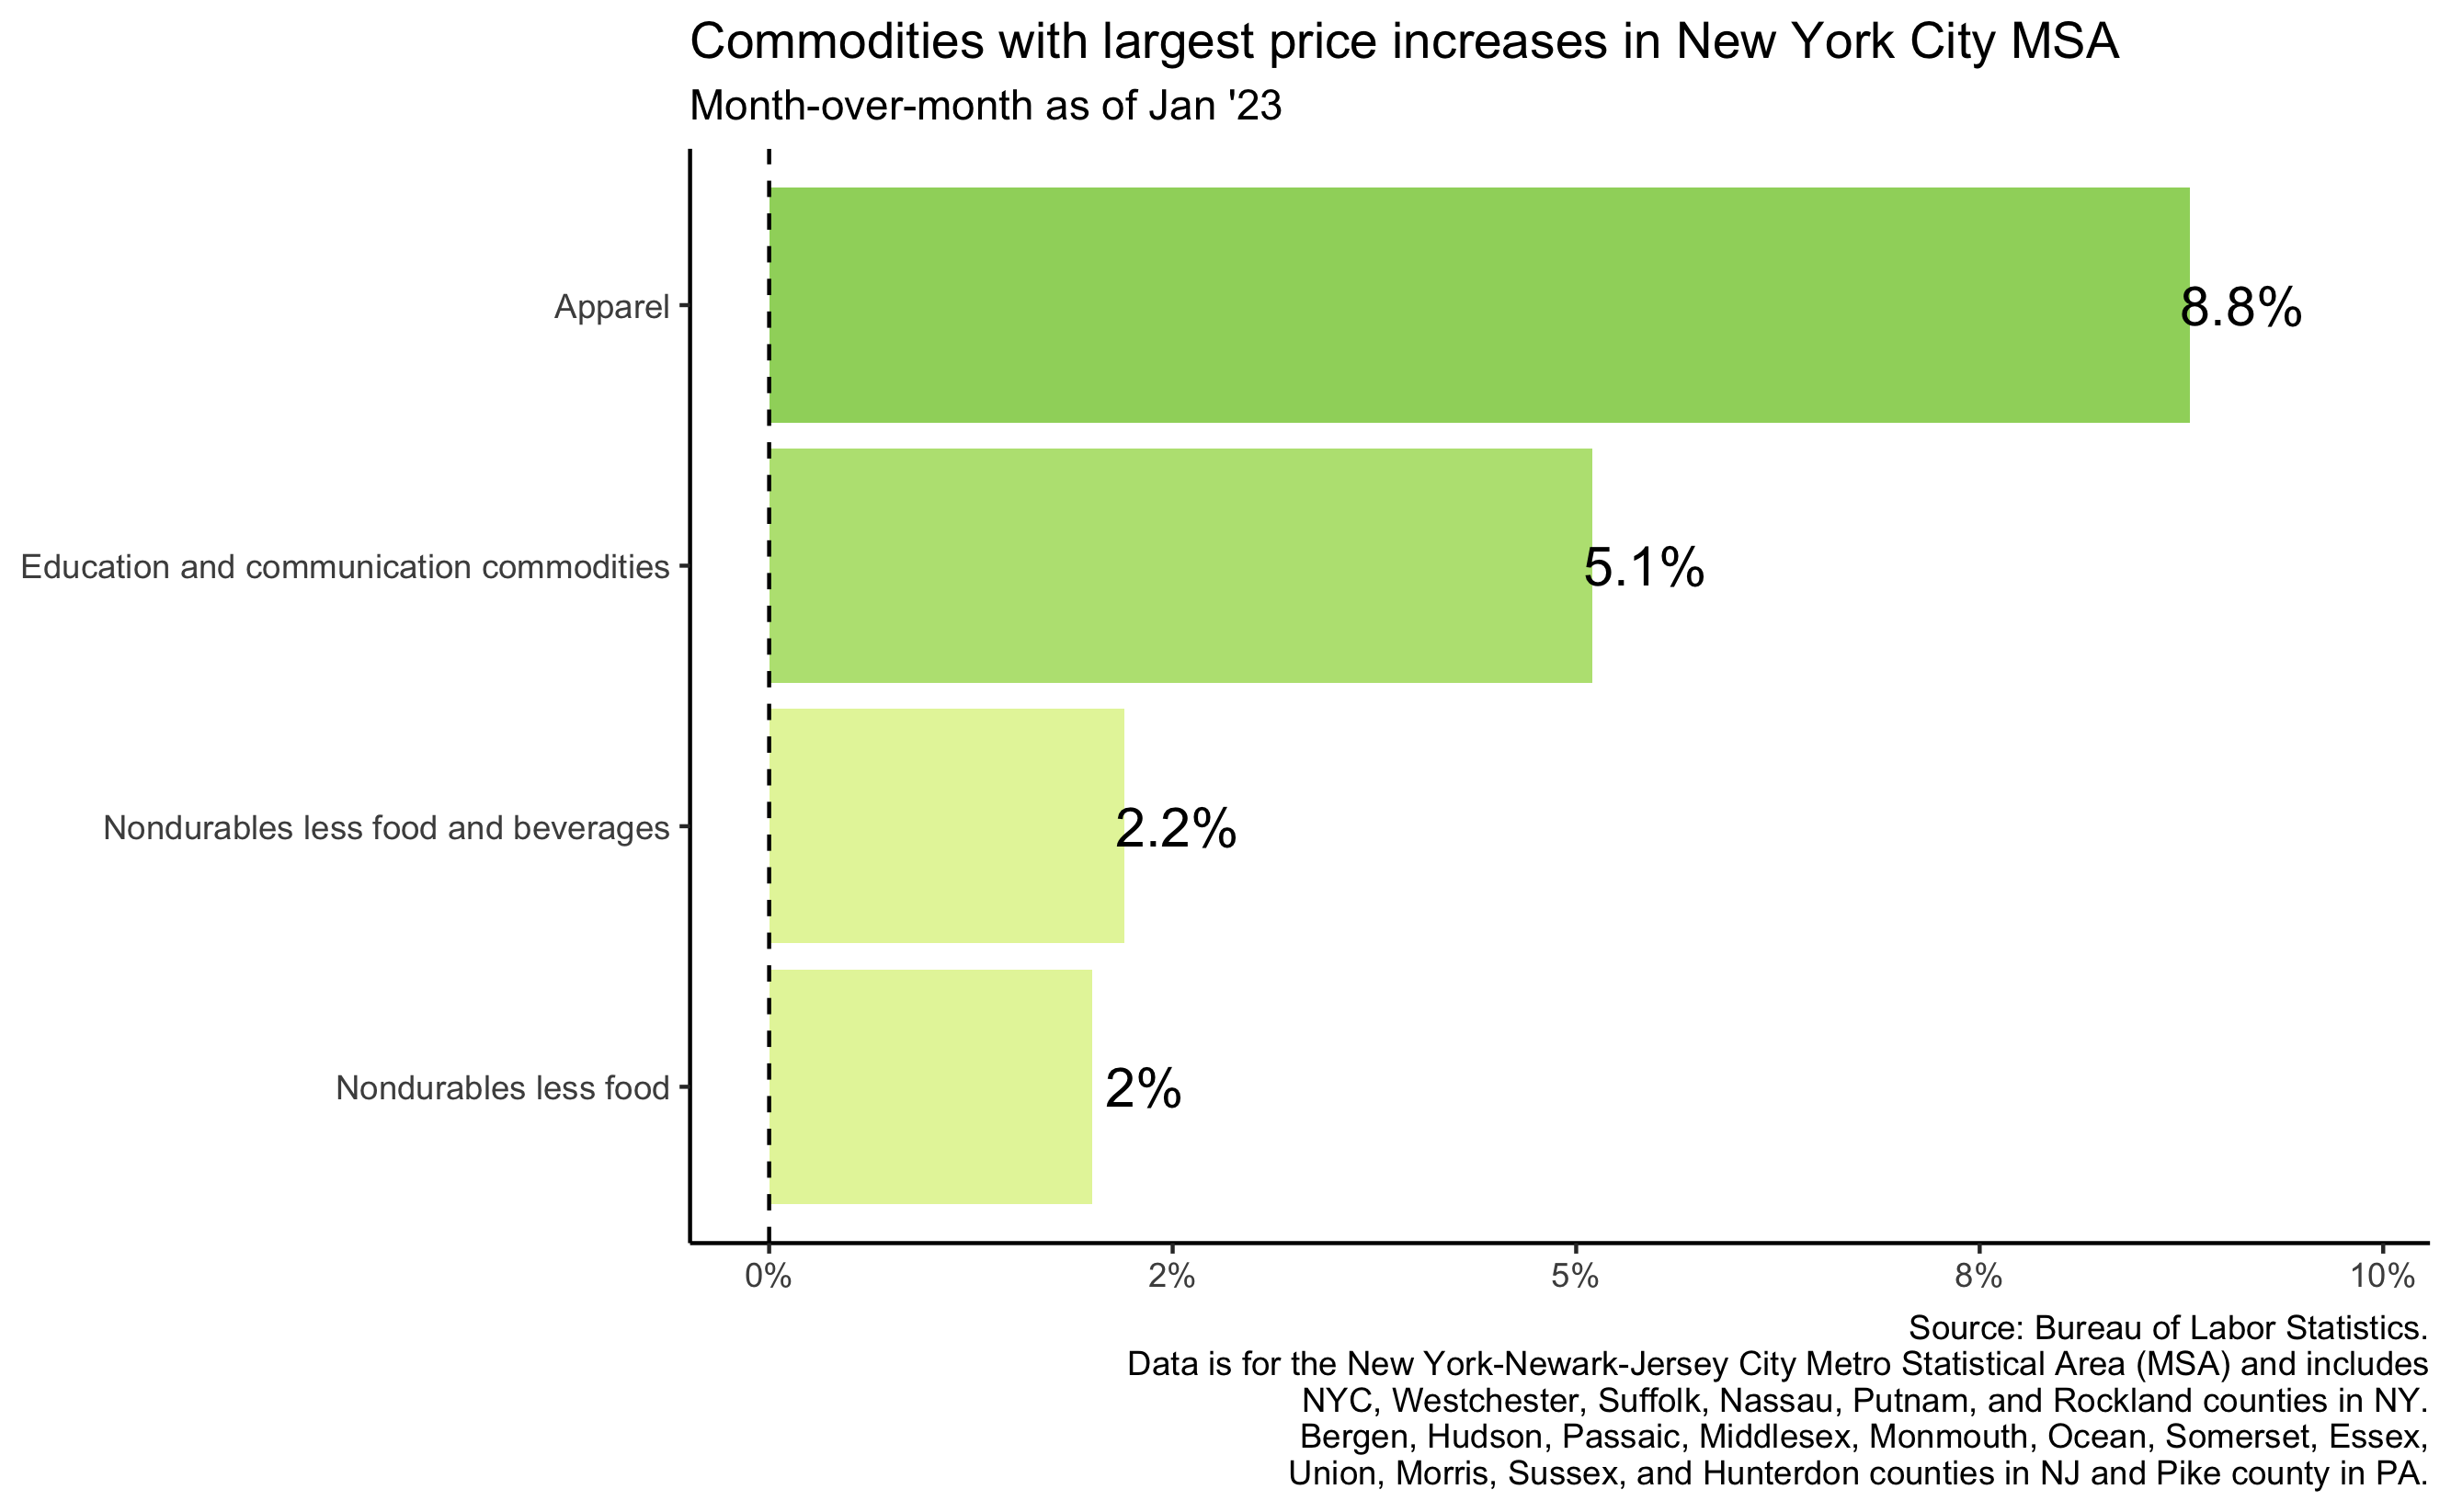 Commodities with largest price increases in New York City MSA
Month-over-month as of Jan '23
Apparel
8.8%
Education and communication commodities
5.1%
Nondurables less food and beverages
2.2%
Nondurables less food
2%
0% 2% 5% 8% 10%
Source: Bureau of Labor Statistics.
Data is for the New York-Newark-Jersey City Metro Statistical Area (MSA) and includes
NYC, Westchester, Suffolk, Nassau, Putnam, and Rockland counties in NY.
Bergen, Hudson, Passaic, Middlesex, Monmouth, Ocean, Somerset, Essex,
Union, Morris, Sussex, and Hunterdon counties in NJ and Pike county in PA.